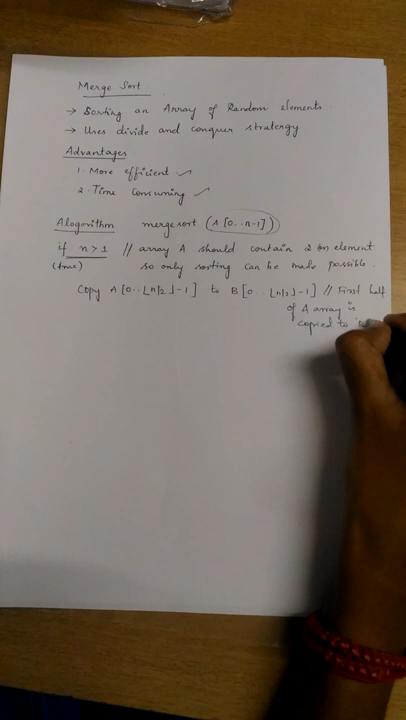 Merge Sort
→ Sorting an Array of Random elements
→ Uses divide and conquer stratergy
Advantages
1. More efficient
2. Time Consuming
Alogorithm mergesort (A[0..n-1])
if n>1 // array A should contain 2 element
(true) so only sorting can be made possible.
Copy A[0..⌊n/2⌋-1] to B[0..⌊n/2⌋-1] // First half
of A array is
copied to